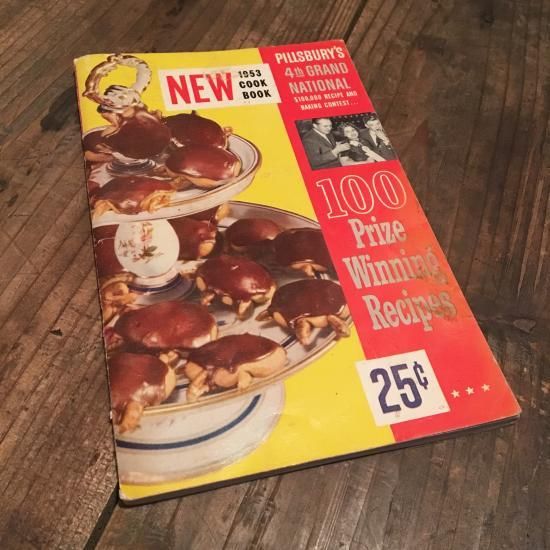 NEW
1953
COOK
BOOK
PILLSBURY'S
4th GRAND
NATIONAL
$100,000 RECIPE AND
BAKING CONTEST...
100
Prize
Winning
Recipes
25¢